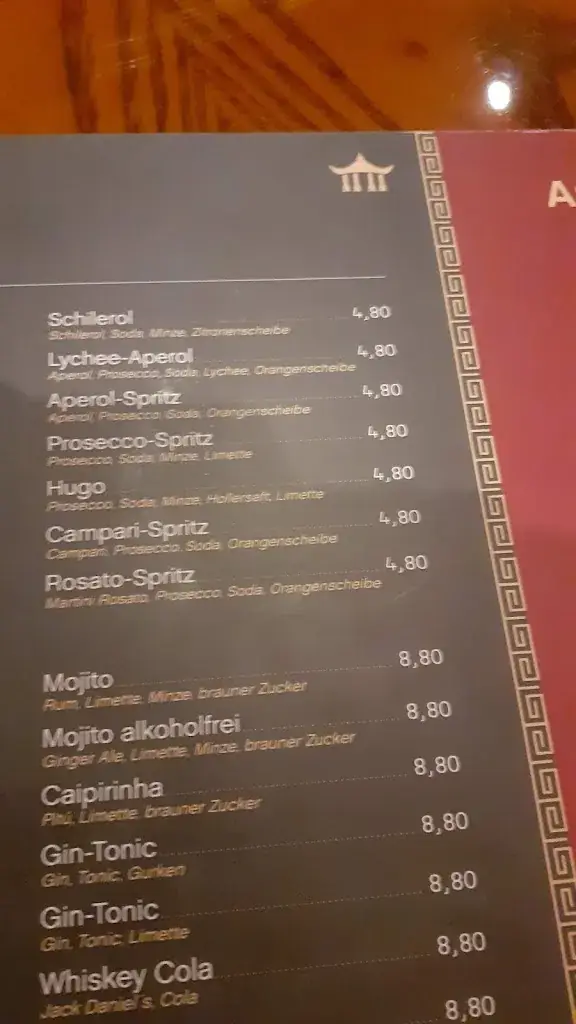 A
Schilerol 4,80
Schilerol, Soda, Minze, Zitronenscheibe
Lychee-Aperol 4,80
Aperol, Prosecco, Soda, Lychee, Orangenscheibe
Aperol-Spritz 4,80
Aperol, Prosecco, Soda, Orangenscheibe
Prosecco-Spritz 4,80
Prosecco, Soda, Minze, Limette
Hugo 4,80
Prosecco, Soda, Minze, Hollersaft, Limette
Campari-Spritz 4,80
Campari, Prosecco, Soda, Orangenscheibe
Rosato-Spritz 4,80
Martini Rosato, Prosecco, Soda, Orangenscheibe
Mojito 8,80
Rum, Limette, Minze, brauner Zucker
Mojito alkoholfrei 8,80
Ginger Ale, Limette, Minze, brauner Zucker
Caipirinha 8,80
Pitú, Limette, brauner Zucker
Gin-Tonic 8,80
Gin, Tonic, Gurken
Gin-Tonic 8,80
Gin, Tonic, Limette
Whiskey Cola 8,80
Jack Daniel's, Cola
8,80